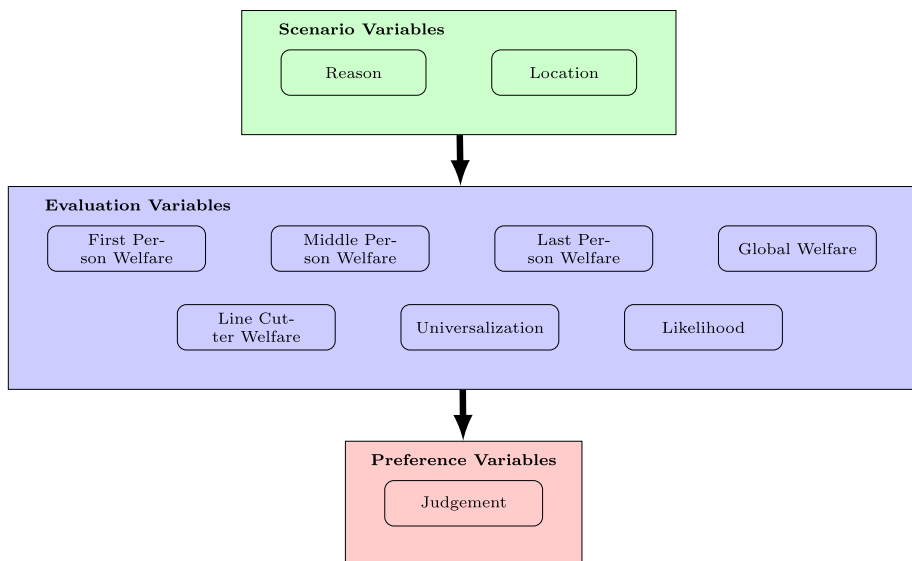 Scenario Variables
Reason
Location
Evaluation Variables
First Per-
son Welfare
Middle Per-
son Welfare
Last Per-
son Welfare
Global Welfare
Line Cut-
ter Welfare
Universalization
Likelihood
Preference Variables
Judgement